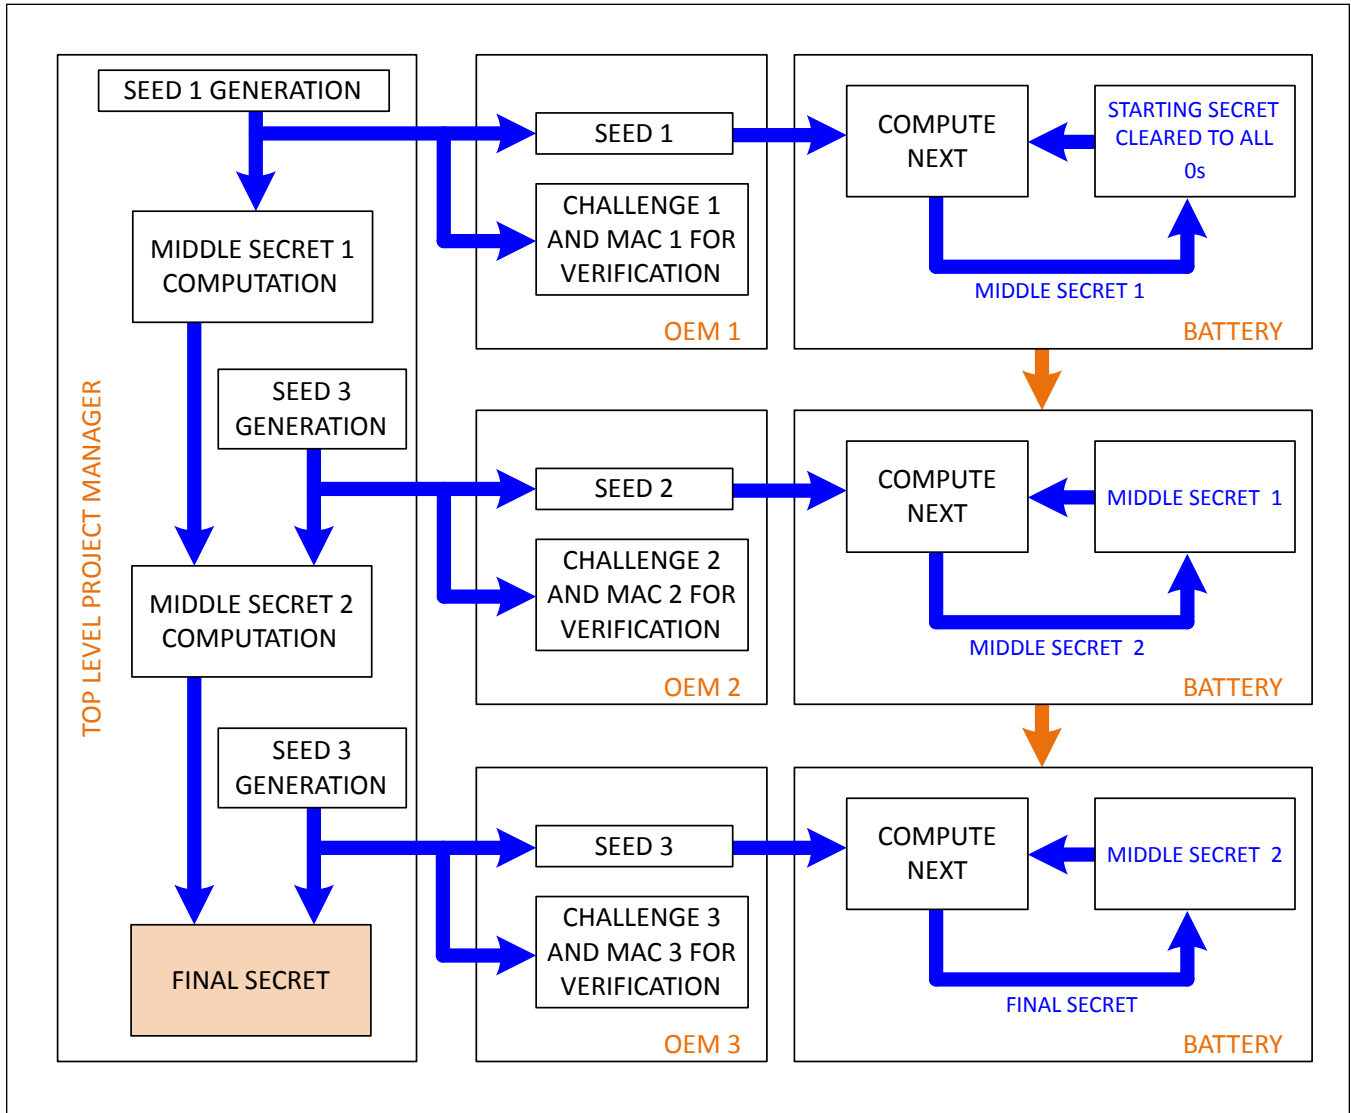 SEED 1 GENERATION
SEED 1
COMPUTE
NEXT
STARTING SECRET
CLEARED TO ALL
0s
CHALLENGE 1
AND MAC 1 FOR
VERIFICATION
MIDDLE SECRET 1
COMPUTATION
MIDDLE SECRET 1
OEM 1
BATTERY
TOP LEVEL PROJECT MANAGER
SEED 3
GENERATION
SEED 2
COMPUTE
NEXT
MIDDLE SECRET 1
CHALLENGE 2
AND MAC 2 FOR
VERIFICATION
MIDDLE SECRET 2
COMPUTATION
MIDDLE SECRET 2
OEM 2
BATTERY
SEED 3
GENERATION
SEED 3
COMPUTE
NEXT
MIDDLE SECRET 2
CHALLENGE 3
AND MAC 3 FOR
VERIFICATION
FINAL SECRET
FINAL SECRET
OEM 3
BATTERY